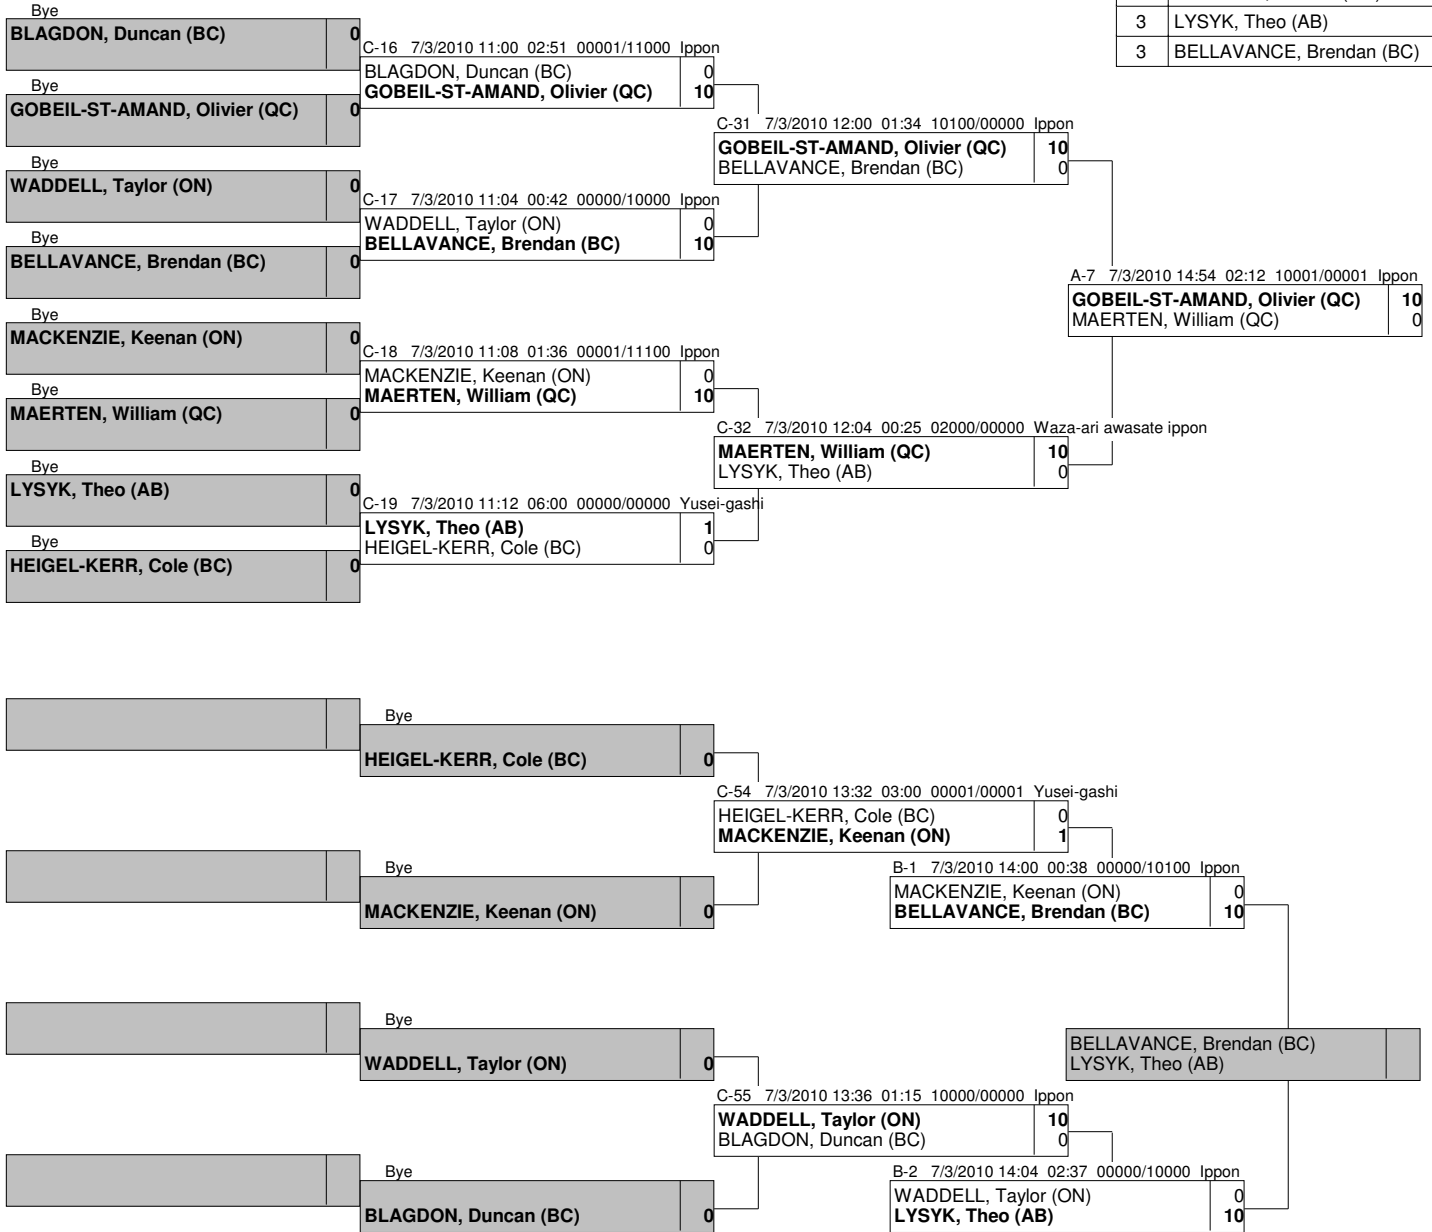 Bye
BLAGDON, Duncan (BC) 0
Bye
GOBEIL-ST-AMAND, Olivier (QC) 0
Bye
WADDELL, Taylor (ON) 0
Bye
BELLAVANCE, Brendan (BC) 0
Bye
MACKENZIE, Keenan (ON) 0
Bye
MAERTEN, William (QC) 0
Bye
LYSYK, Theo (AB) 0
Bye
HEIGEL-KERR, Cole (BC) 0
C-16 7/3/2010 11:00 02:51 00001/11000 Ippon
BLAGDON, Duncan (BC) 0
GOBEIL-ST-AMAND, Olivier (QC) 10
C-17 7/3/2010 11:04 00:42 00000/10000 Ippon
WADDELL, Taylor (ON) 0
BELLAVANCE, Brendan (BC) 10
C-18 7/3/2010 11:08 01:36 00001/11100 Ippon
MACKENZIE, Keenan (ON) 0
MAERTEN, William (QC) 10
C-19 7/3/2010 11:12 06:00 00000/00000 Yusei-gashi
LYSYK, Theo (AB) 1
HEIGEL-KERR, Cole (BC) 0
C-31 7/3/2010 12:00 01:34 10100/00000 Ippon
GOBEIL-ST-AMAND, Olivier (QC) 10
BELLAVANCE, Brendan (BC) 0
C-32 7/3/2010 12:04 00:25 02000/00000 Waza-ari awasate ippon
MAERTEN, William (QC) 10
LYSYK, Theo (AB) 0
3 LYSYK, Theo (AB)
3 BELLAVANCE, Brendan (BC)
A-7 7/3/2010 14:54 02:12 10001/00001 Ippon
GOBEIL-ST-AMAND, Olivier (QC) 10
MAERTEN, William (QC) 0
Bye
HEIGEL-KERR, Cole (BC) 0
Bye
MACKENZIE, Keenan (ON) 0
Bye
WADDELL, Taylor (ON) 0
Bye
BLAGDON, Duncan (BC) 0
C-54 7/3/2010 13:32 03:00 00001/00001 Yusei-gashi
HEIGEL-KERR, Cole (BC) 0
MACKENZIE, Keenan (ON) 1
B-1 7/3/2010 14:00 00:38 00000/10100 Ippon
MACKENZIE, Keenan (ON) 0
BELLAVANCE, Brendan (BC) 10
BELLAVANCE, Brendan (BC)
LYSYK, Theo (AB)
C-55 7/3/2010 13:36 01:15 10000/00000 Ippon
WADDELL, Taylor (ON) 10
BLAGDON, Duncan (BC) 0
B-2 7/3/2010 14:04 02:37 00000/10000 Ippon
WADDELL, Taylor (ON) 0
LYSYK, Theo (AB) 10